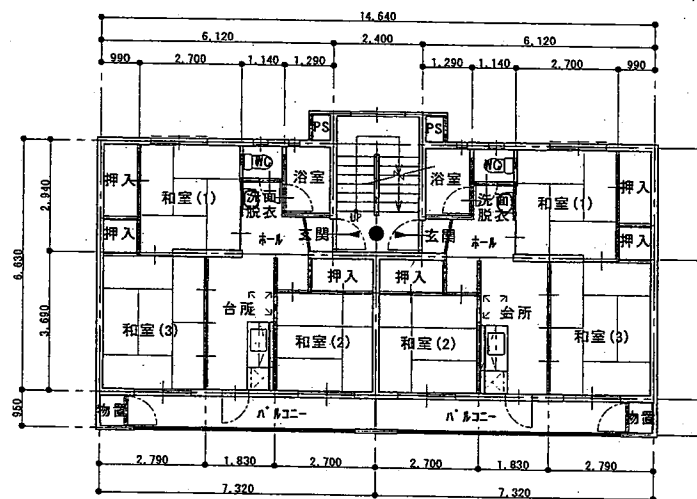 14.640
6.120 2.400 6.120
990 2.700 1.140 1.290 1.290 1.140 2.700 990
PS PS
押入 和室(1) WC 浴室 浴室 WC 和室(1) 押入
洗面脱衣 洗面脱衣
押入 ホール 玄関 UP 玄関 ホール 押入
押入 押入
和室(3) 台所 和室(2) 和室(2) 台所 和室(3)
物置 バルコニー バルコニー 物置
2.940
6.630
3.690
950
2.790 1.830 2.700 2.700 1.830 2.790
7.320 7.320